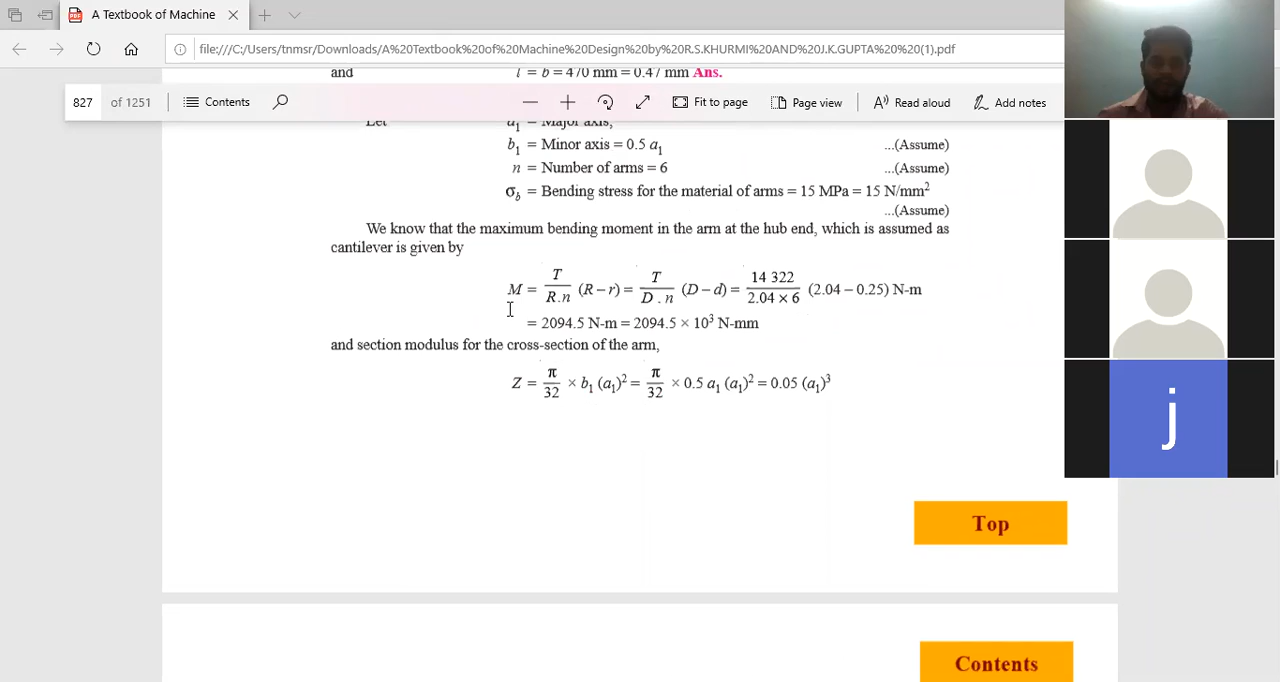 A Textbook of Machine
file:///C:/Users/tnmsr/Downloads/A%20Textbook%20of%20Machine%20Design%20by%20R.S.KHURMI%20AND%20J.K.GUPTA%20%20(1).pdf
and l = b = 470 mm = 0.47 mm Ans.
827 of 1251 Contents Fit to page Page view Read aloud Add notes
Let a1 = Major axis,
b1 = Minor axis = 0.5 a1 ...(Assume)
n = Number of arms = 6 ...(Assume)
σb = Bending stress for the material of arms = 15 MPa = 15 N/mm²
...(Assume)
We know that the maximum bending moment in the arm at the hub end, which is assumed as
cantilever is given by
M = T/R.n (R – r) = T/D . n (D – d) = 14 322/2.04 × 6 (2.04 – 0.25) N-m
= 2094.5 N-m = 2094.5 × 10³ N-mm
and section modulus for the cross-section of the arm,
Z = π/32 × b1 (a1)² = π/32 × 0.5 a1 (a1)² = 0.05 (a1)³
j
Top
Contents